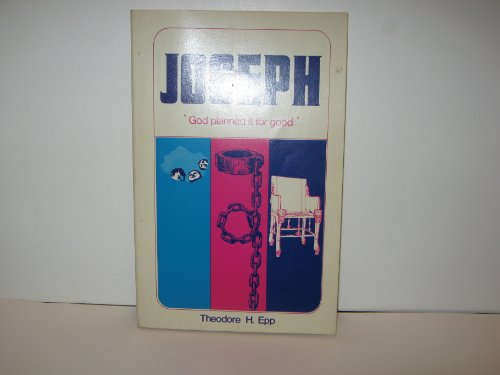 JOSEPH
"God planned it for good"
Theodore H. Epp